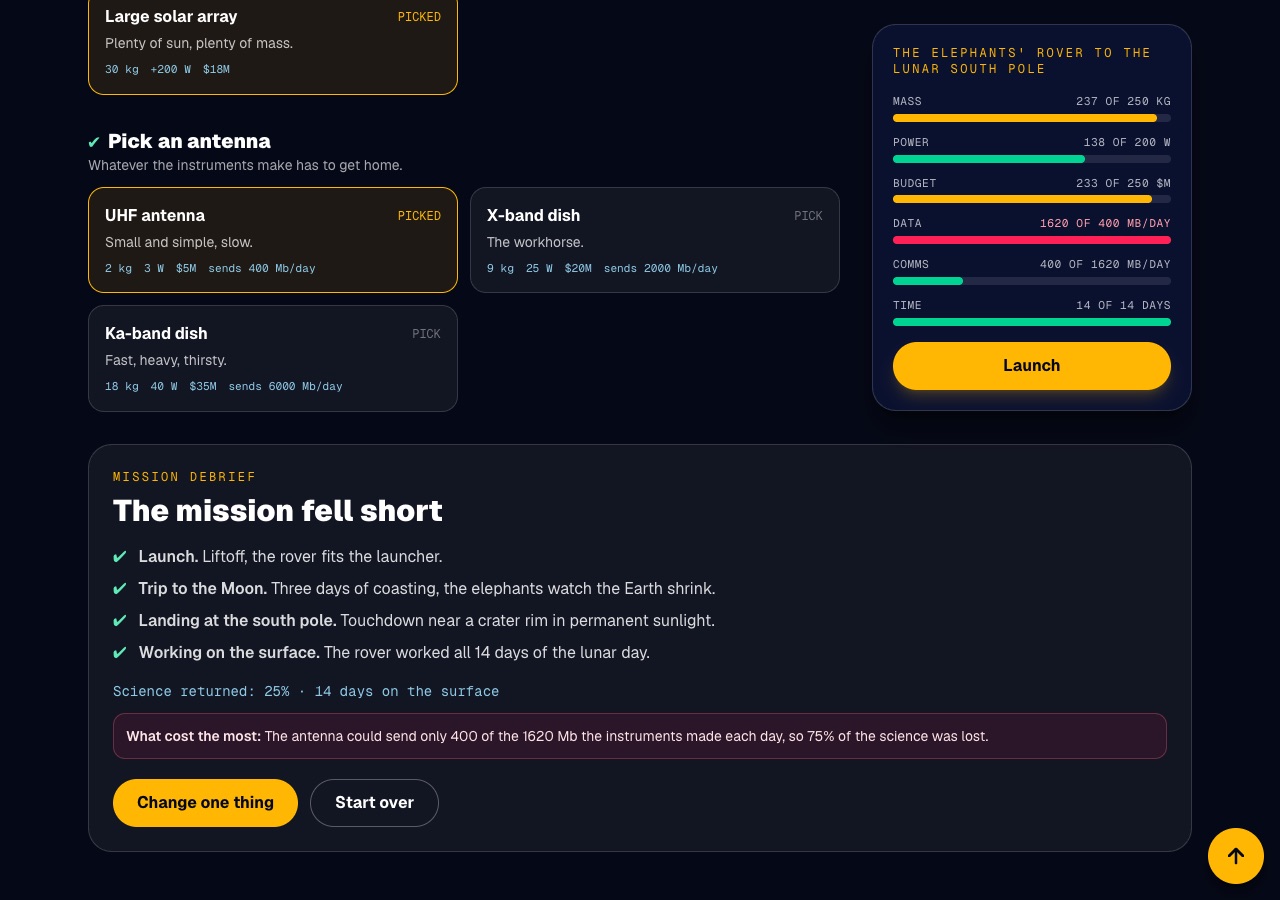 Large solar array
PICKED
Plenty of sun, plenty of mass.
30 kg +200 W $18M
✔ Pick an antenna
Whatever the instruments make has to get home.
UHF antenna
PICKED
Small and simple, slow.
2 kg 3 W $5M sends 400 Mb/day
X-band dish
PICK
The workhorse.
9 kg 25 W $20M sends 2000 Mb/day
Ka-band dish
PICK
Fast, heavy, thirsty.
18 kg 40 W $35M sends 6000 Mb/day
THE ELEPHANTS' ROVER TO THE
LUNAR SOUTH POLE
MASS
237 OF 250 KG
POWER
138 OF 200 W
BUDGET
233 OF 250 $M
DATA
1620 OF 400 MB/DAY
COMMS
400 OF 1620 MB/DAY
TIME
14 OF 14 DAYS
Launch
MISSION DEBRIEF
The mission fell short
✔ Launch. Liftoff, the rover fits the launcher.
✔ Trip to the Moon. Three days of coasting, the elephants watch the Earth shrink.
✔ Landing at the south pole. Touchdown near a crater rim in permanent sunlight.
✔ Working on the surface. The rover worked all 14 days of the lunar day.
Science returned: 25% · 14 days on the surface
What cost the most: The antenna could send only 400 of the 1620 Mb the instruments made each day, so 75% of the science was lost.
Change one thing
Start over